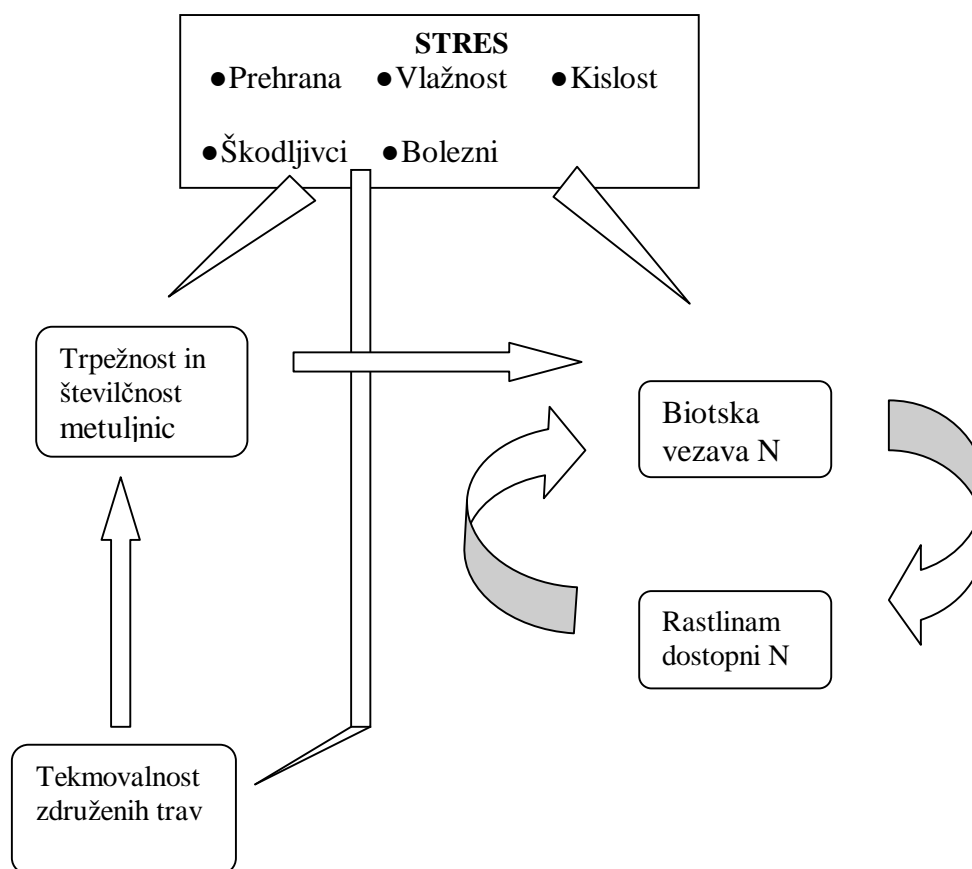 STRES
●Prehrana ●Vlažnost ●Kislost
●Škodljivci ●Bolezni
Trpežnost in
številčnost
metuljnic
Biotska
vezava N
Rastlinam
dostopni N
Tekmovalnost
združenih trav